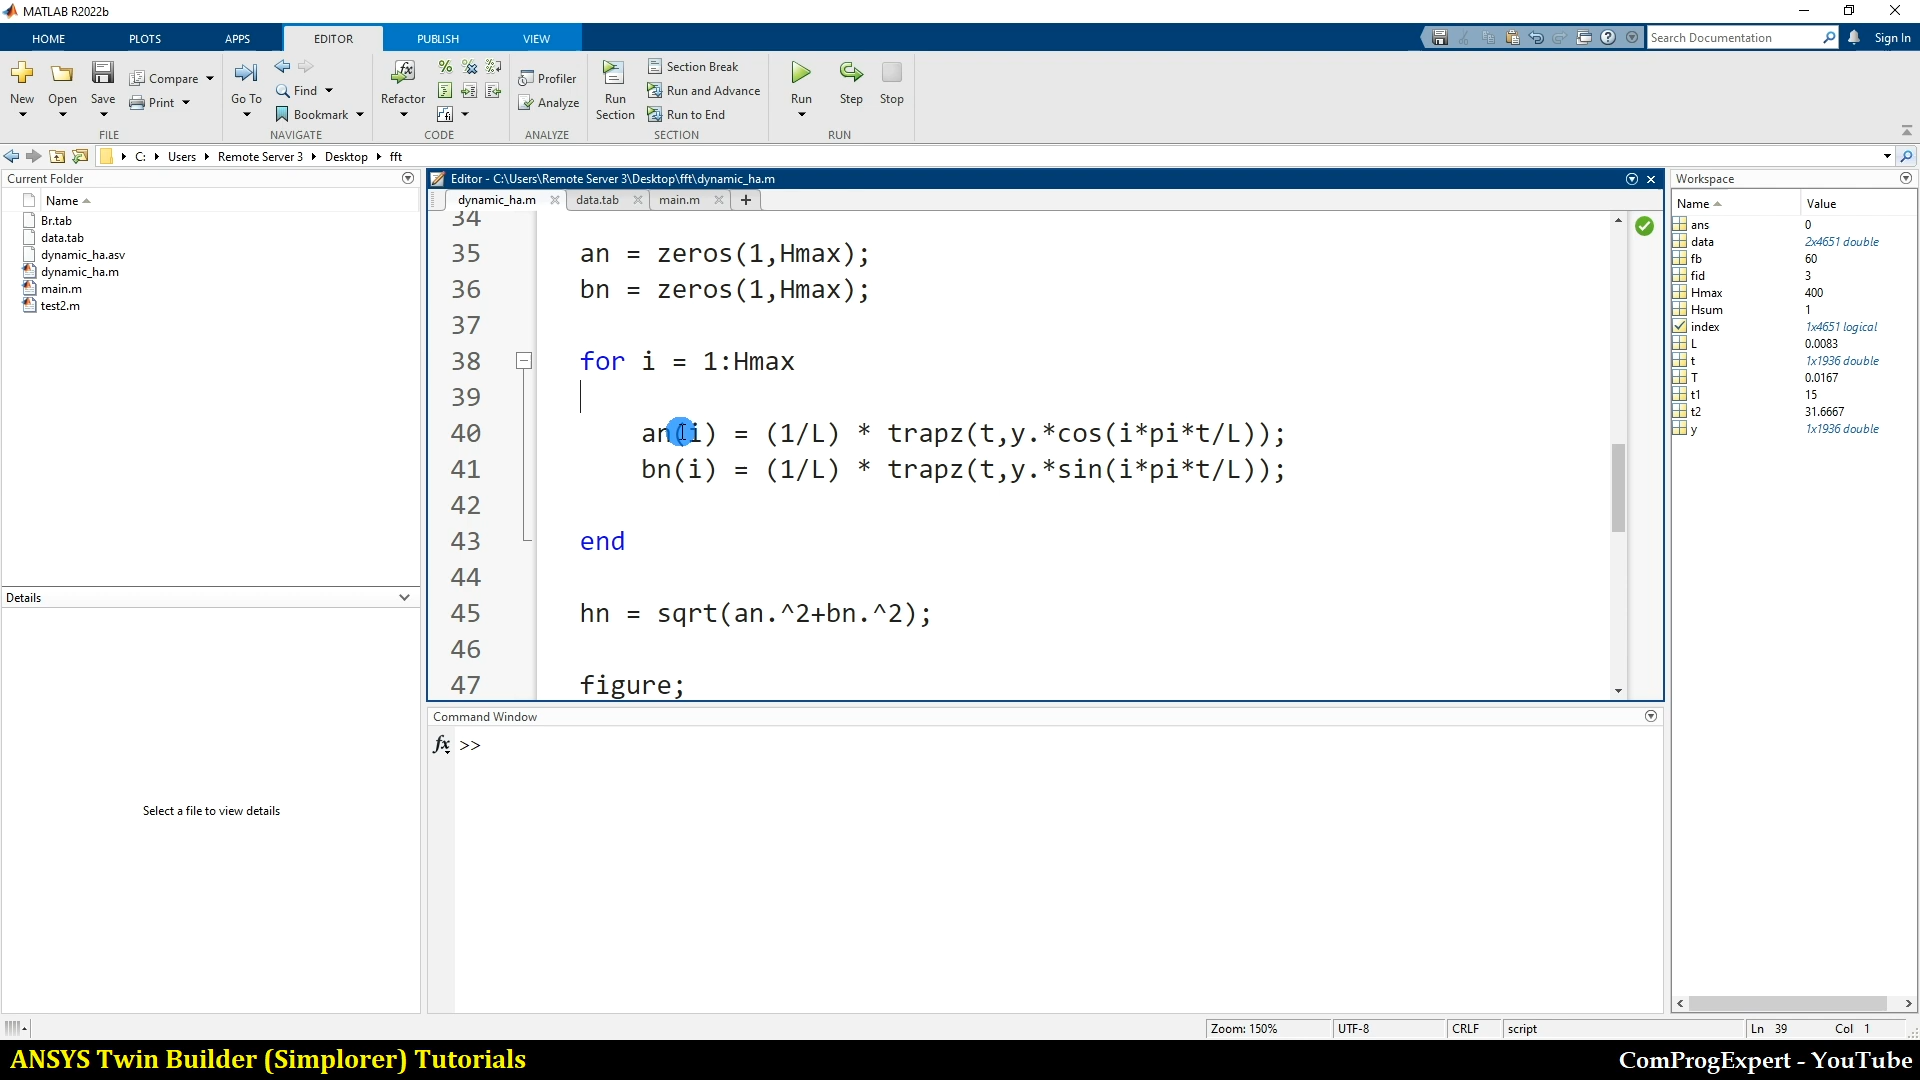 MATLAB R2022b
HOME PLOTS APPS EDITOR PUBLISH VIEW
Search Documentation
Sign In
New Open Save Compare Print
FILE
Go To Find Bookmark
NAVIGATE
Refactor
CODE
Profiler Analyze
ANALYZE
Run Section
Section Break
Run and Advance
Run to End
SECTION
Run Step Stop
RUN
C: Users Remote Server 3 Desktop fft
Current Folder
Name
Br.tab
data.tab
dynamic_ha.asv
dynamic_ha.m
main.m
test2.m
Details
Select a file to view details
Editor - C:\Users\Remote Server 3\Desktop\fft\dynamic_ha.m
dynamic_ha.m data.tab main.m
34
35 an = zeros(1,Hmax);
36 bn = zeros(1,Hmax);
37
38 for i = 1:Hmax
39
40 an(i) = (1/L) * trapz(t,y.*cos(i*pi*t/L));
41 bn(i) = (1/L) * trapz(t,y.*sin(i*pi*t/L));
42
43 end
44
45 hn = sqrt(an.^2+bn.^2);
46
47 figure;
Command Window
fx >>
Workspace
Name Value
ans 0
data 2x4651 double
fb 60
fid 3
Hmax 400
Hsum 1
index 1x4651 logical
L 0.0083
t 1x1936 double
T 0.0167
t1 15
t2 31.6667
y 1x1936 double
Zoom: 150% UTF-8 CRLF script Ln 39 Col 1
ANSYS Twin Builder (Simplorer) Tutorials
ComProgExpert - YouTube